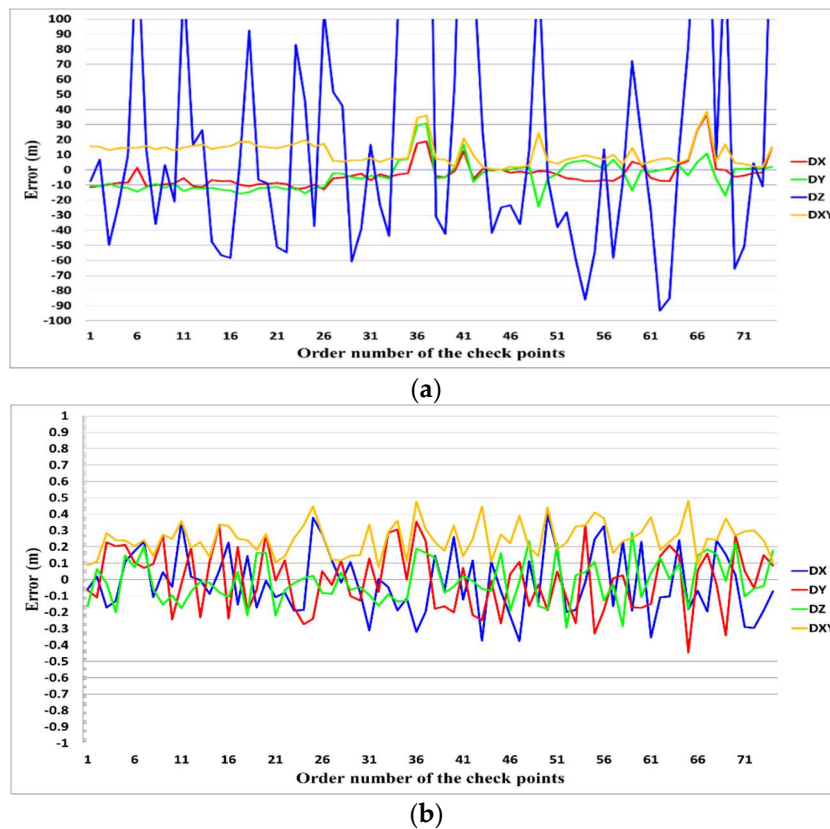 100
90
80
70
60
50
40
30
20
10
0
-10
-20
-30
-40
-50
-60
-70
-80
-90
-100
Error (m)
1 6 11 16 21 26 31 36 41 46 51 56 61 66 71
Order number of the check points
DX
DY
DZ
DXY
(a)
1
0.9
0.8
0.7
0.6
0.5
0.4
0.3
0.2
0.1
0
-0.1
-0.2
-0.3
-0.4
-0.5
-0.6
-0.7
-0.8
-0.9
-1
Error (m)
1 6 11 16 21 26 31 36 41 46 51 56 61 66 71
Order number of the check points
DX
DY
DZ
DXY
(b)